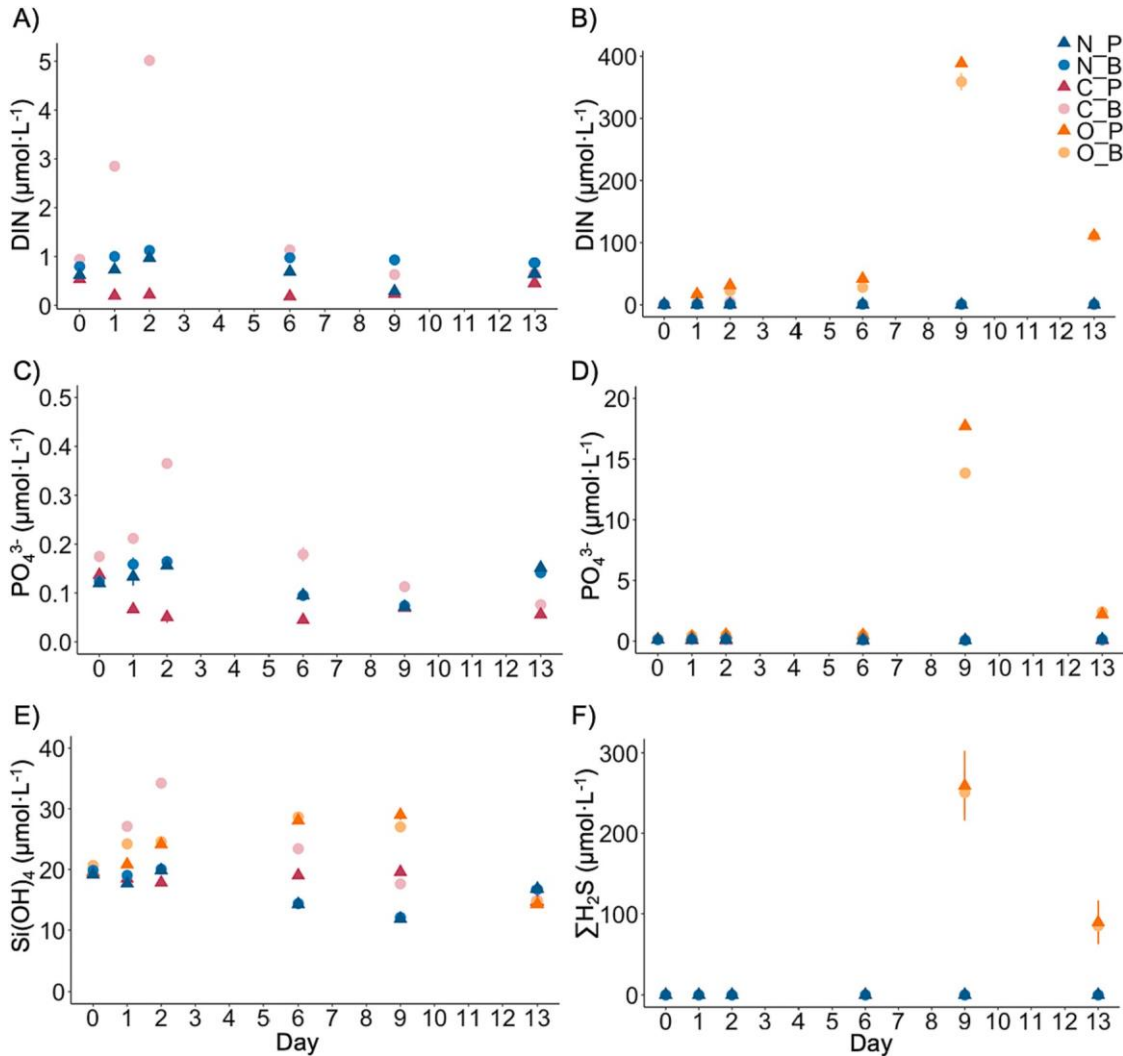 A)
DIN (µmol·L⁻¹)
5
4
3
2
1
0
0 1 2 3 4 5 6 7 8 9 10 11 12 13
B)
DIN (µmol·L⁻¹)
400
300
200
100
0
0 1 2 3 4 5 6 7 8 9 10 11 12 13
N_P
N_B
C_P
C_B
O_P
O_B
C)
PO₄³⁻ (µmol·L⁻¹)
0.5
0.4
0.3
0.2
0.1
0.0
0 1 2 3 4 5 6 7 8 9 10 11 12 13
D)
PO₄³⁻ (µmol·L⁻¹)
20
15
10
5
0
0 1 2 3 4 5 6 7 8 9 10 11 12 13
E)
Si(OH)₄ (µmol·L⁻¹)
40
30
20
10
0
0 1 2 3 4 5 6 7 8 9 10 11 12 13
Day
F)
∑H₂S (µmol·L⁻¹)
300
200
100
0
0 1 2 3 4 5 6 7 8 9 10 11 12 13
Day